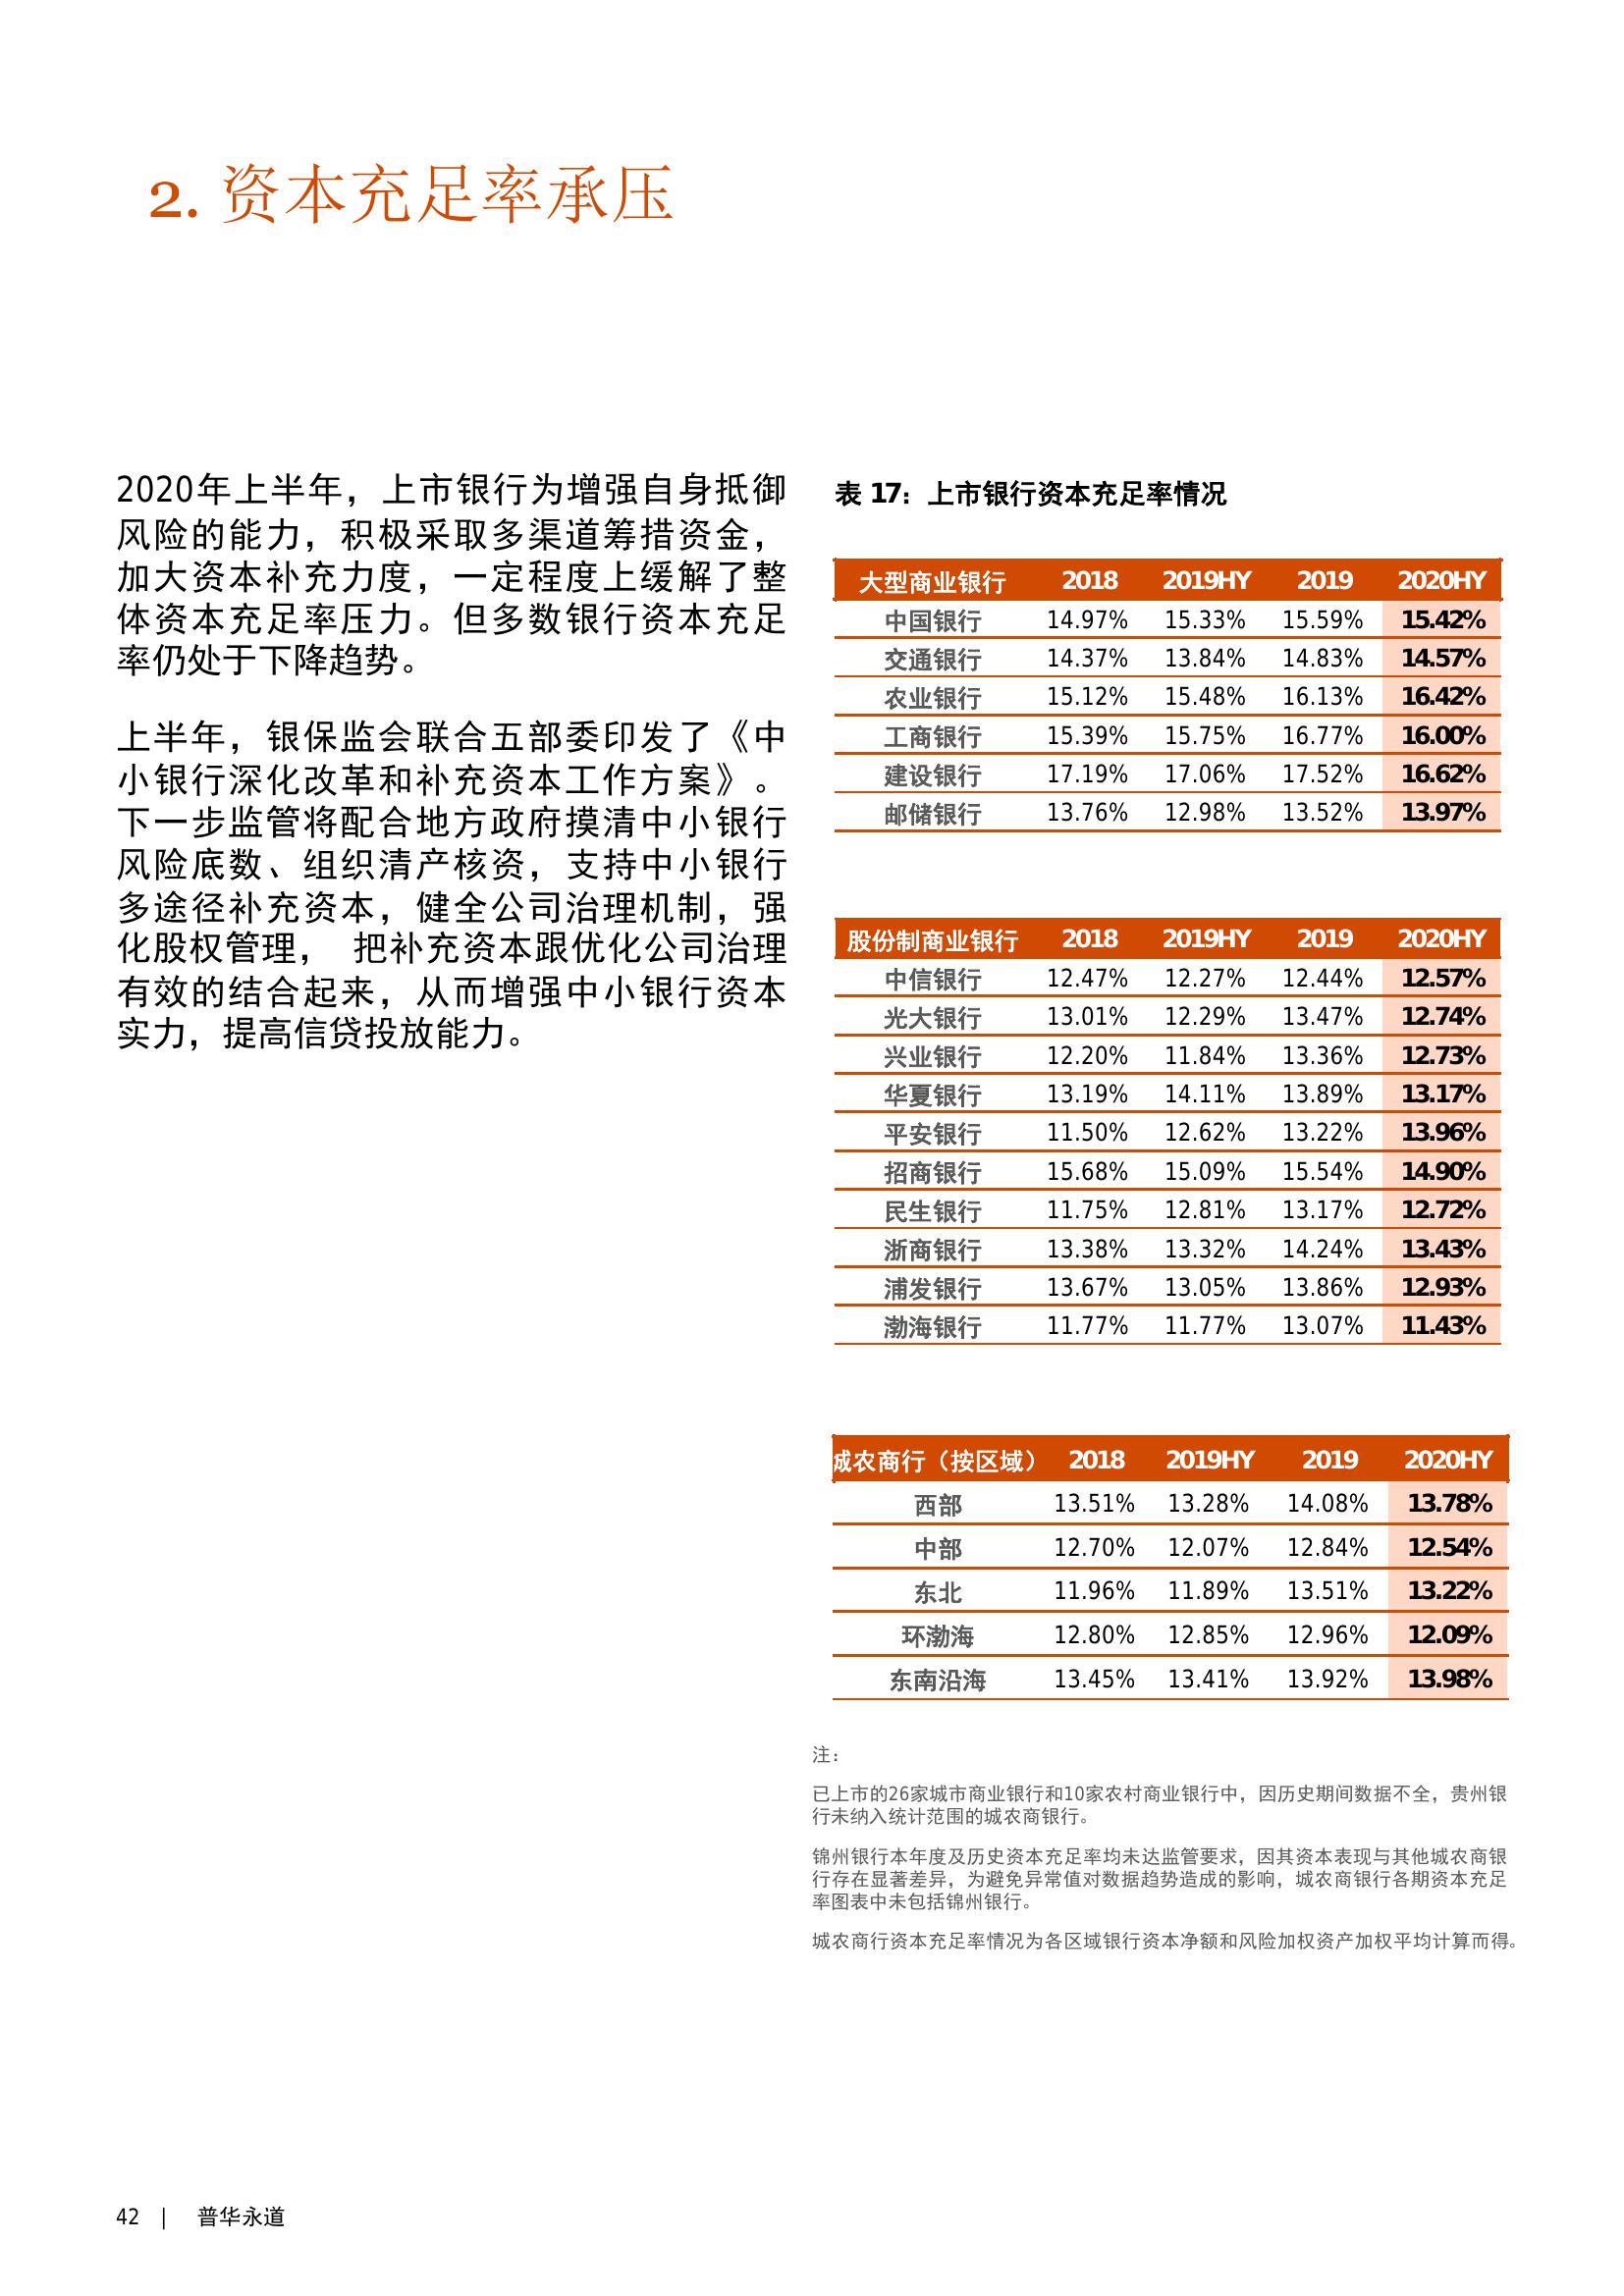 2. 资本充足率承压
2020年上半年，上市银行为增强自身抵御
风险的能力，积极采取多渠道筹措资金，
加大资本补充力度，一定程度上缓解了整
体资本充足率压力。但多数银行资本充足
率仍处于下降趋势。
上半年，银保监会联合五部委印发了《中
小银行深化改革和补充资本工作方案》。
下一步监管将配合地方政府摸清中小银行
风险底数、组织清产核资，支持中小银行
多途径补充资本，健全公司治理机制，强
化股权管理， 把补充资本跟优化公司治理
有效的结合起来，从而增强中小银行资本
实力，提高信贷投放能力。
表 17：上市银行资本充足率情况
大型商业银行 2018 2019HY 2019 2020HY
中国银行 14.97% 15.33% 15.59% 15.42%
交通银行 14.37% 13.84% 14.83% 14.57%
农业银行 15.12% 15.48% 16.13% 16.42%
工商银行 15.39% 15.75% 16.77% 16.00%
建设银行 17.19% 17.06% 17.52% 16.62%
邮储银行 13.76% 12.98% 13.52% 13.97%
股份制商业银行 2018 2019HY 2019 2020HY
中信银行 12.47% 12.27% 12.44% 12.57%
光大银行 13.01% 12.29% 13.47% 12.74%
兴业银行 12.20% 11.84% 13.36% 12.73%
华夏银行 13.19% 14.11% 13.89% 13.17%
平安银行 11.50% 12.62% 13.22% 13.96%
招商银行 15.68% 15.09% 15.54% 14.90%
民生银行 11.75% 12.81% 13.17% 12.72%
浙商银行 13.38% 13.32% 14.24% 13.43%
浦发银行 13.67% 13.05% 13.86% 12.93%
渤海银行 11.77% 11.77% 13.07% 11.43%
城农商行（按区域） 2018 2019HY 2019 2020HY
西部 13.51% 13.28% 14.08% 13.78%
中部 12.70% 12.07% 12.84% 12.54%
东北 11.96% 11.89% 13.51% 13.22%
环渤海 12.80% 12.85% 12.96% 12.09%
东南沿海 13.45% 13.41% 13.92% 13.98%
注：
已上市的26家城市商业银行和10家农村商业银行中，因历史期间数据不全，贵州银
行未纳入统计范围的城农商银行。
锦州银行本年度及历史资本充足率均未达监管要求，因其资本表现与其他城农商银
行存在显著差异，为避免异常值对数据趋势造成的影响，城农商银行各期资本充足
率图表中未包括锦州银行。
城农商行资本充足率情况为各区域银行资本净额和风险加权资产加权平均计算而得。
42 | 普华永道